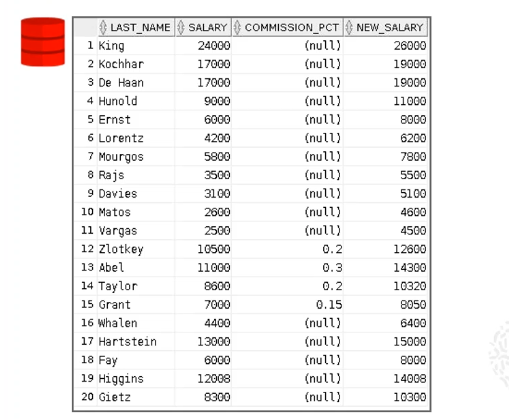 LAST_NAME SALARY COMMISSION_PCT NEW_SALARY
1 King 24000 (null) 26000
2 Kochhar 17000 (null) 19000
3 De Haan 17000 (null) 19000
4 Hunold 9000 (null) 11000
5 Ernst 6000 (null) 8000
6 Lorentz 4200 (null) 6200
7 Mourgos 5800 (null) 7800
8 Rajs 3500 (null) 5500
9 Davies 3100 (null) 5100
10 Matos 2600 (null) 4600
11 Vargas 2500 (null) 4500
12 Zlotkey 10500 0.2 12600
13 Abel 11000 0.3 14300
14 Taylor 8600 0.2 10320
15 Grant 7000 0.15 8050
16 Whalen 4400 (null) 6400
17 Hartstein 13000 (null) 15000
18 Fay 6000 (null) 8000
19 Higgins 12008 (null) 14008
20 Gietz 8300 (null) 10300